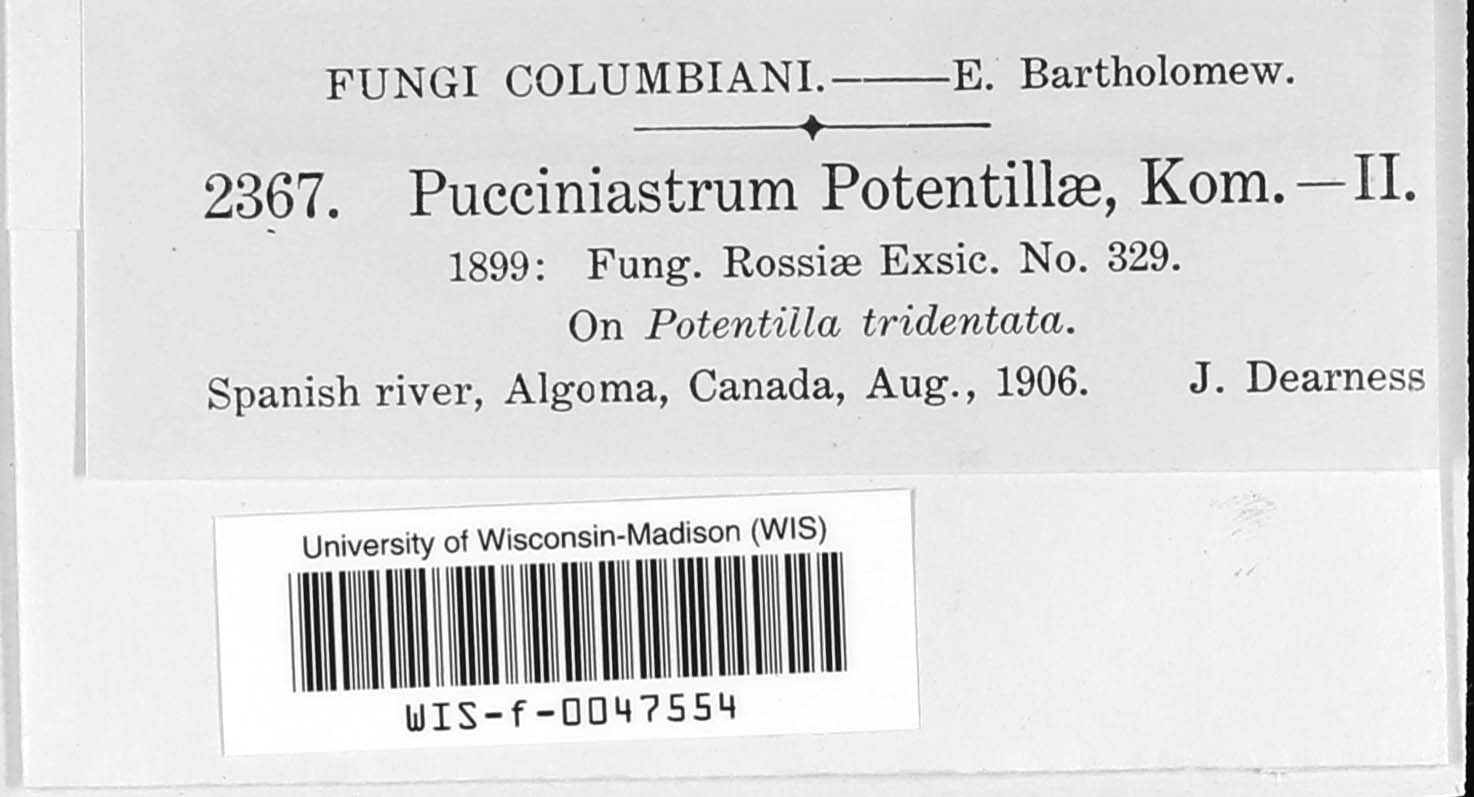 FUNGI COLUMBIANI.——E. Bartholomew.
2367. Pucciniastrum Potentillæ, Kom.—II.
1899: Fung. Rossiæ Exsic. No. 329.
On Potentilla tridentata.
Spanish river, Algoma, Canada, Aug., 1906. J. Dearness
University of Wisconsin-Madison (WIS)
WIS-f-0047554